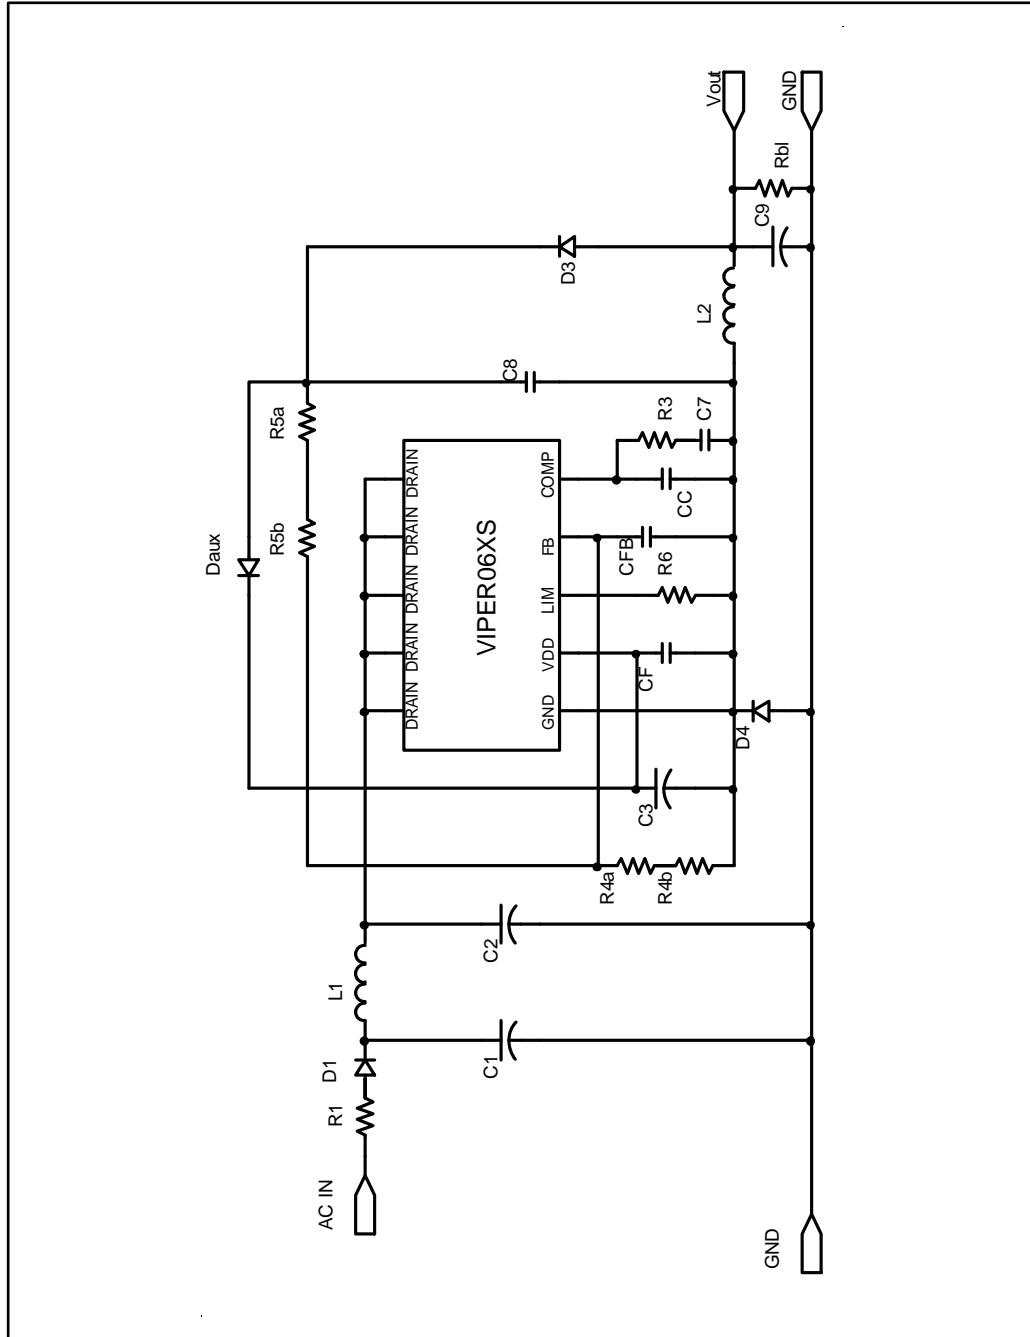 AC IN
R1
D1
L1
C1
C2
GND
Daux
R5b
R5a
DRAIN
DRAIN
DRAIN
DRAIN
DRAIN
VIPER06XS
GND
VDD
LIM
FB
COMP
R4a
R4b
C3
CF
D4
R6
CFB
CC
R3
C7
C8
D3
L2
C9
Rbl
Vout
GND